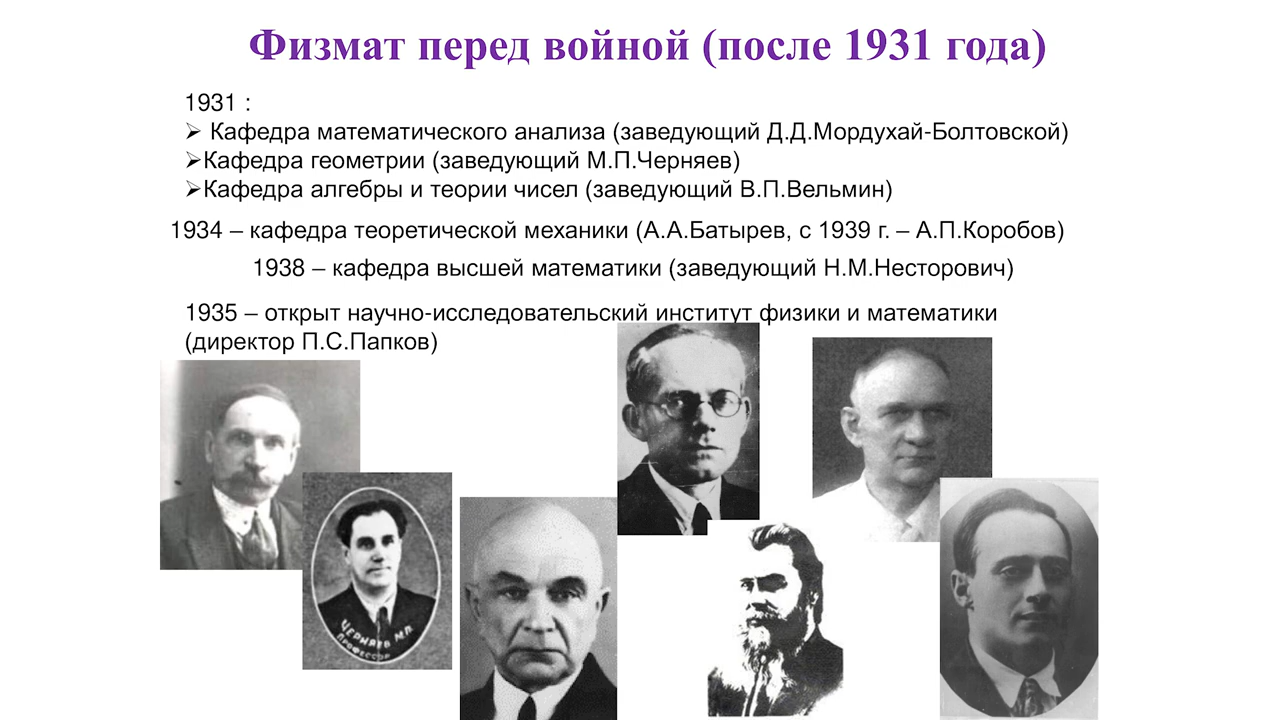 Физмат перед войной (после 1931 года)
1931 :
➢ Кафедра математического анализа (заведующий Д.Д.Мордухай-Болтовской)
➢Кафедра геометрии (заведующий М.П.Черняев)
➢Кафедра алгебры и теории чисел (заведующий В.П.Вельмин)
1934 – кафедра теоретической механики (А.А.Батырев, с 1939 г. – А.П.Коробов)
1938 – кафедра высшей математики (заведующий Н.М.Несторович)
1935 – открыт научно-исследовательский институт физики и математики
(директор П.С.Папков)
ЧЕРНЯЕВ М.П.
ПРОФЕССОР